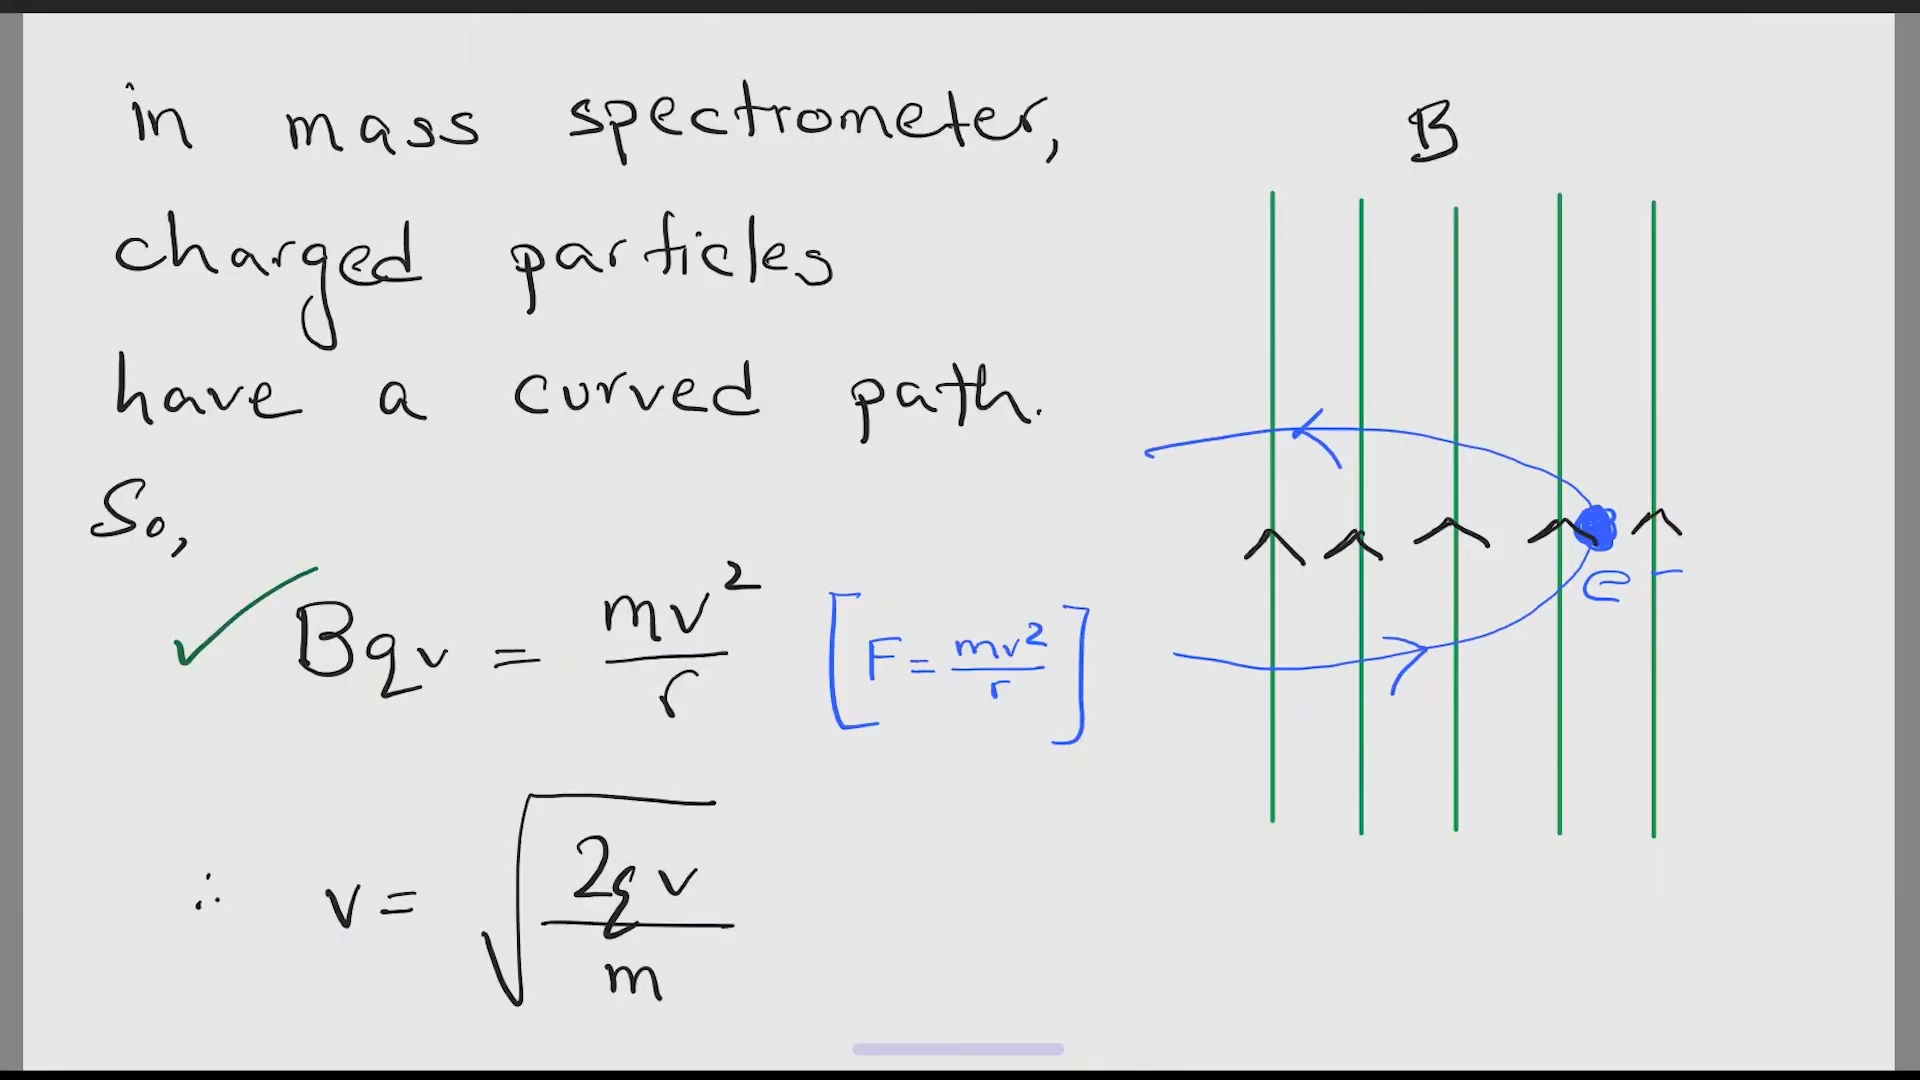 in mass spectrometer,
charged particles
have a curved path.
So,
Bqv = mv²/r [F = mv²/r]
∴ v = √(2qv/m)
B
e⁻